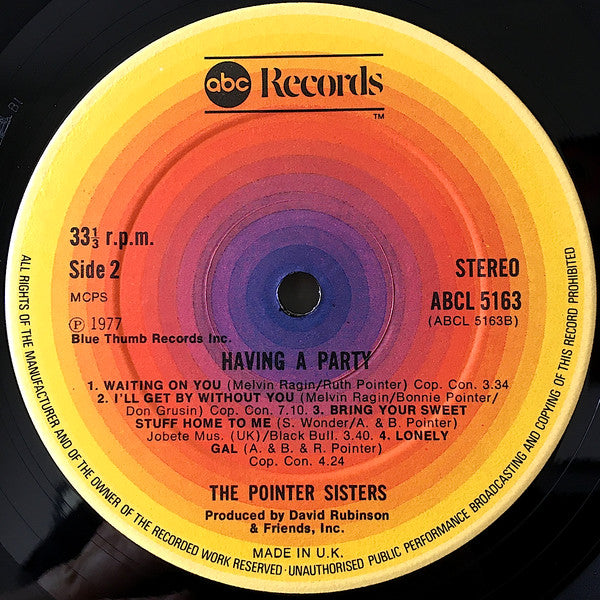 abc Records
TM
33⅓ r.p.m.
Side 2
MCPS
Ⓟ 1977
Blue Thumb Records Inc.
STEREO
ABCL 5163
(ABCL 5163B)
HAVING A PARTY
1. WAITING ON YOU (Melvin Ragin/Ruth Pointer) Cop. Con. 3.34
2. I'LL GET BY WITHOUT YOU (Melvin Ragin/Bonnie Pointer/
Don Grusin) Cop. Con. 7.10. 3. BRING YOUR SWEET
STUFF HOME TO ME (S. Wonder/A. & B. Pointer)
Jobete Mus. (UK)/Black Bull. 3.40. 4. LONELY
GAL (A. & B. & R. Pointer)
Cop. Con. 4.24
THE POINTER SISTERS
Produced by David Rubinson
& Friends, Inc.
MADE IN U.K.
ALL RIGHTS OF THE MANUFACTURER AND OF THE OWNER OF THE RECORDED WORK RESERVED · UNAUTHORISED PUBLIC PERFORMANCE BROADCASTING AND COPYING OF THIS RECORD PROHIBITED